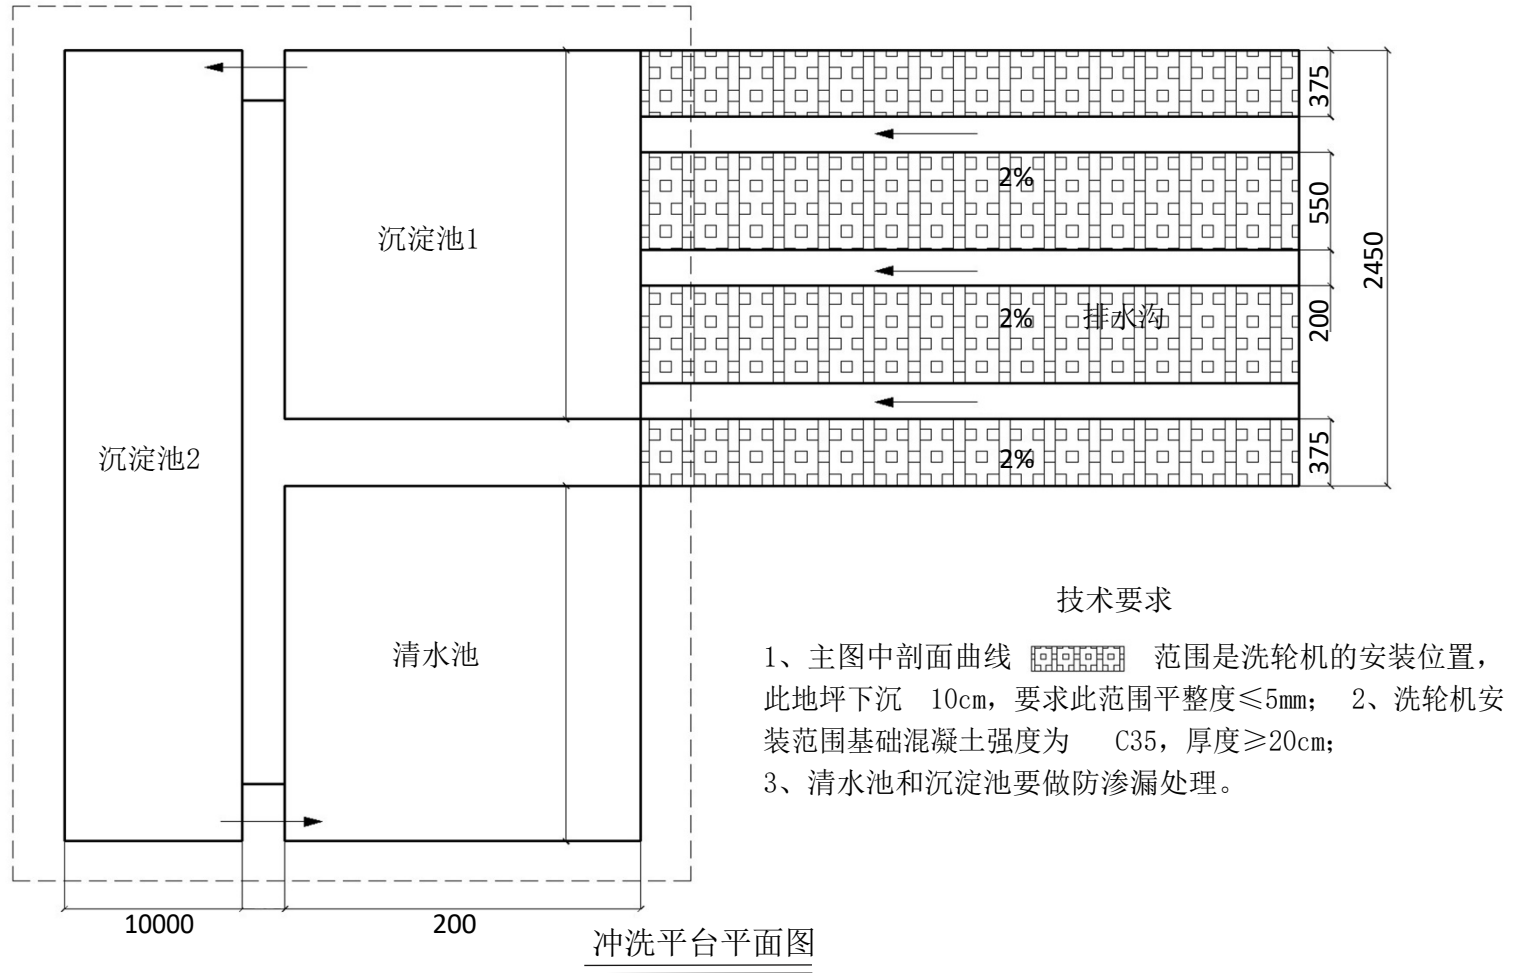 375
2%
550
沉淀池1
2450
2%
排水沟
200
375
沉淀池2
2%
技术要求
清水池
1、主图中剖面曲线 范围是洗轮机的安装位置,
此地坪下沉 10cm, 要求此范围平整度≤5mm; 2、洗轮机安
装范围基础混凝土强度为 C35, 厚度≥20cm;
3、清水池和沉淀池要做防渗漏处理。
10000
200
冲洗平台平面图